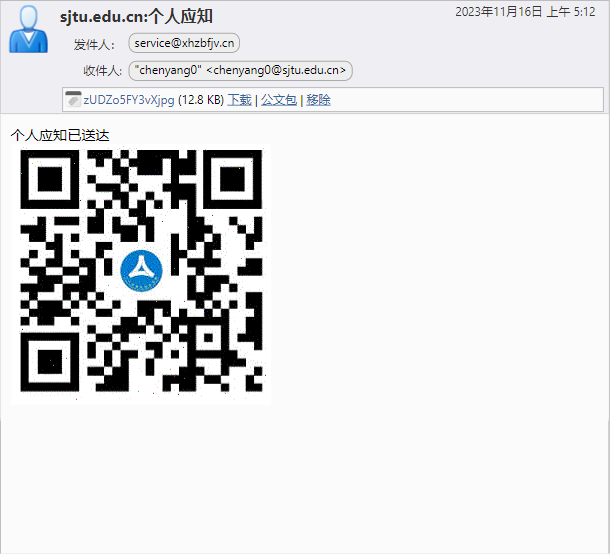 sjtu.edu.cn:个人应知
2023年11月16日 上午 5:12
发件人: service@xhzbfjv.cn
收件人: "chenyang0" <chenyang0@sjtu.edu.cn>
zUDZo5FY3vXjpg (12.8 KB) 下载 | 公文包 | 移除
个人应知已送达